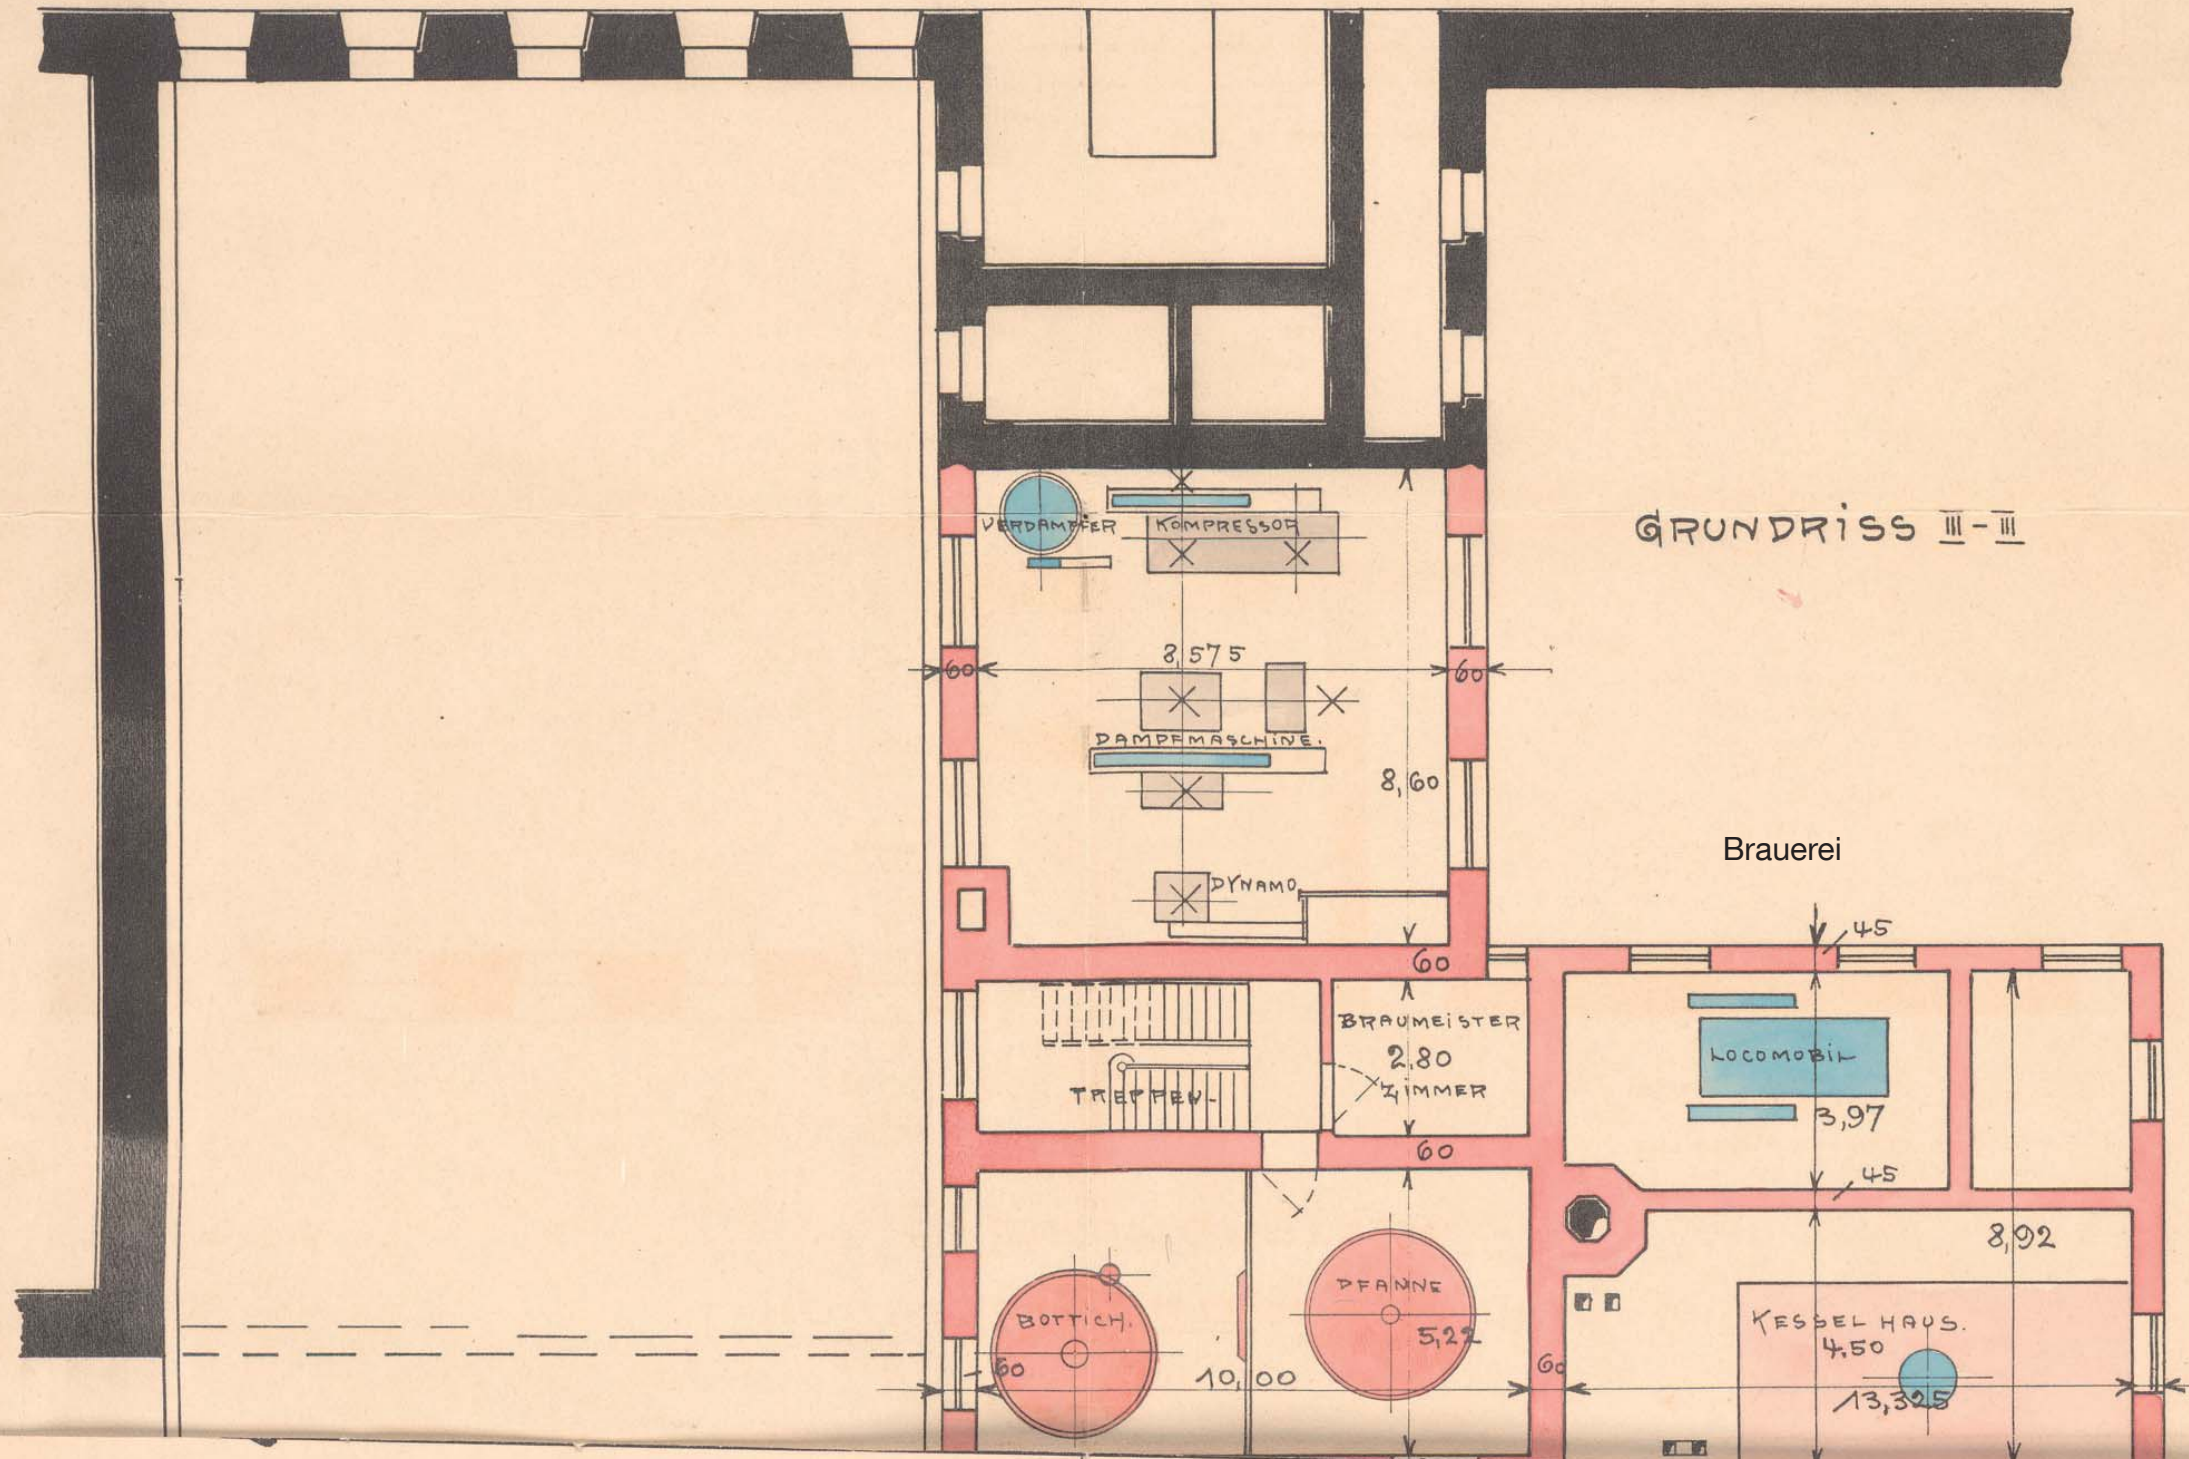 VERDAMPFER
KOMPRESSOR
GRUNDRISS III-III
8,575
60
60
DAMPFMASCHINE.
8,60
Brauerei
DYNAMO
45
60
BRAUMEISTER
2,80
ZIMMER
TREPPEN-
LOCOMOBIL
3,97
60
45
8,92
PFANNE
BOTTICH.
5,22
KESSEL HAUS.
4.50
60
10,00
60
13,325